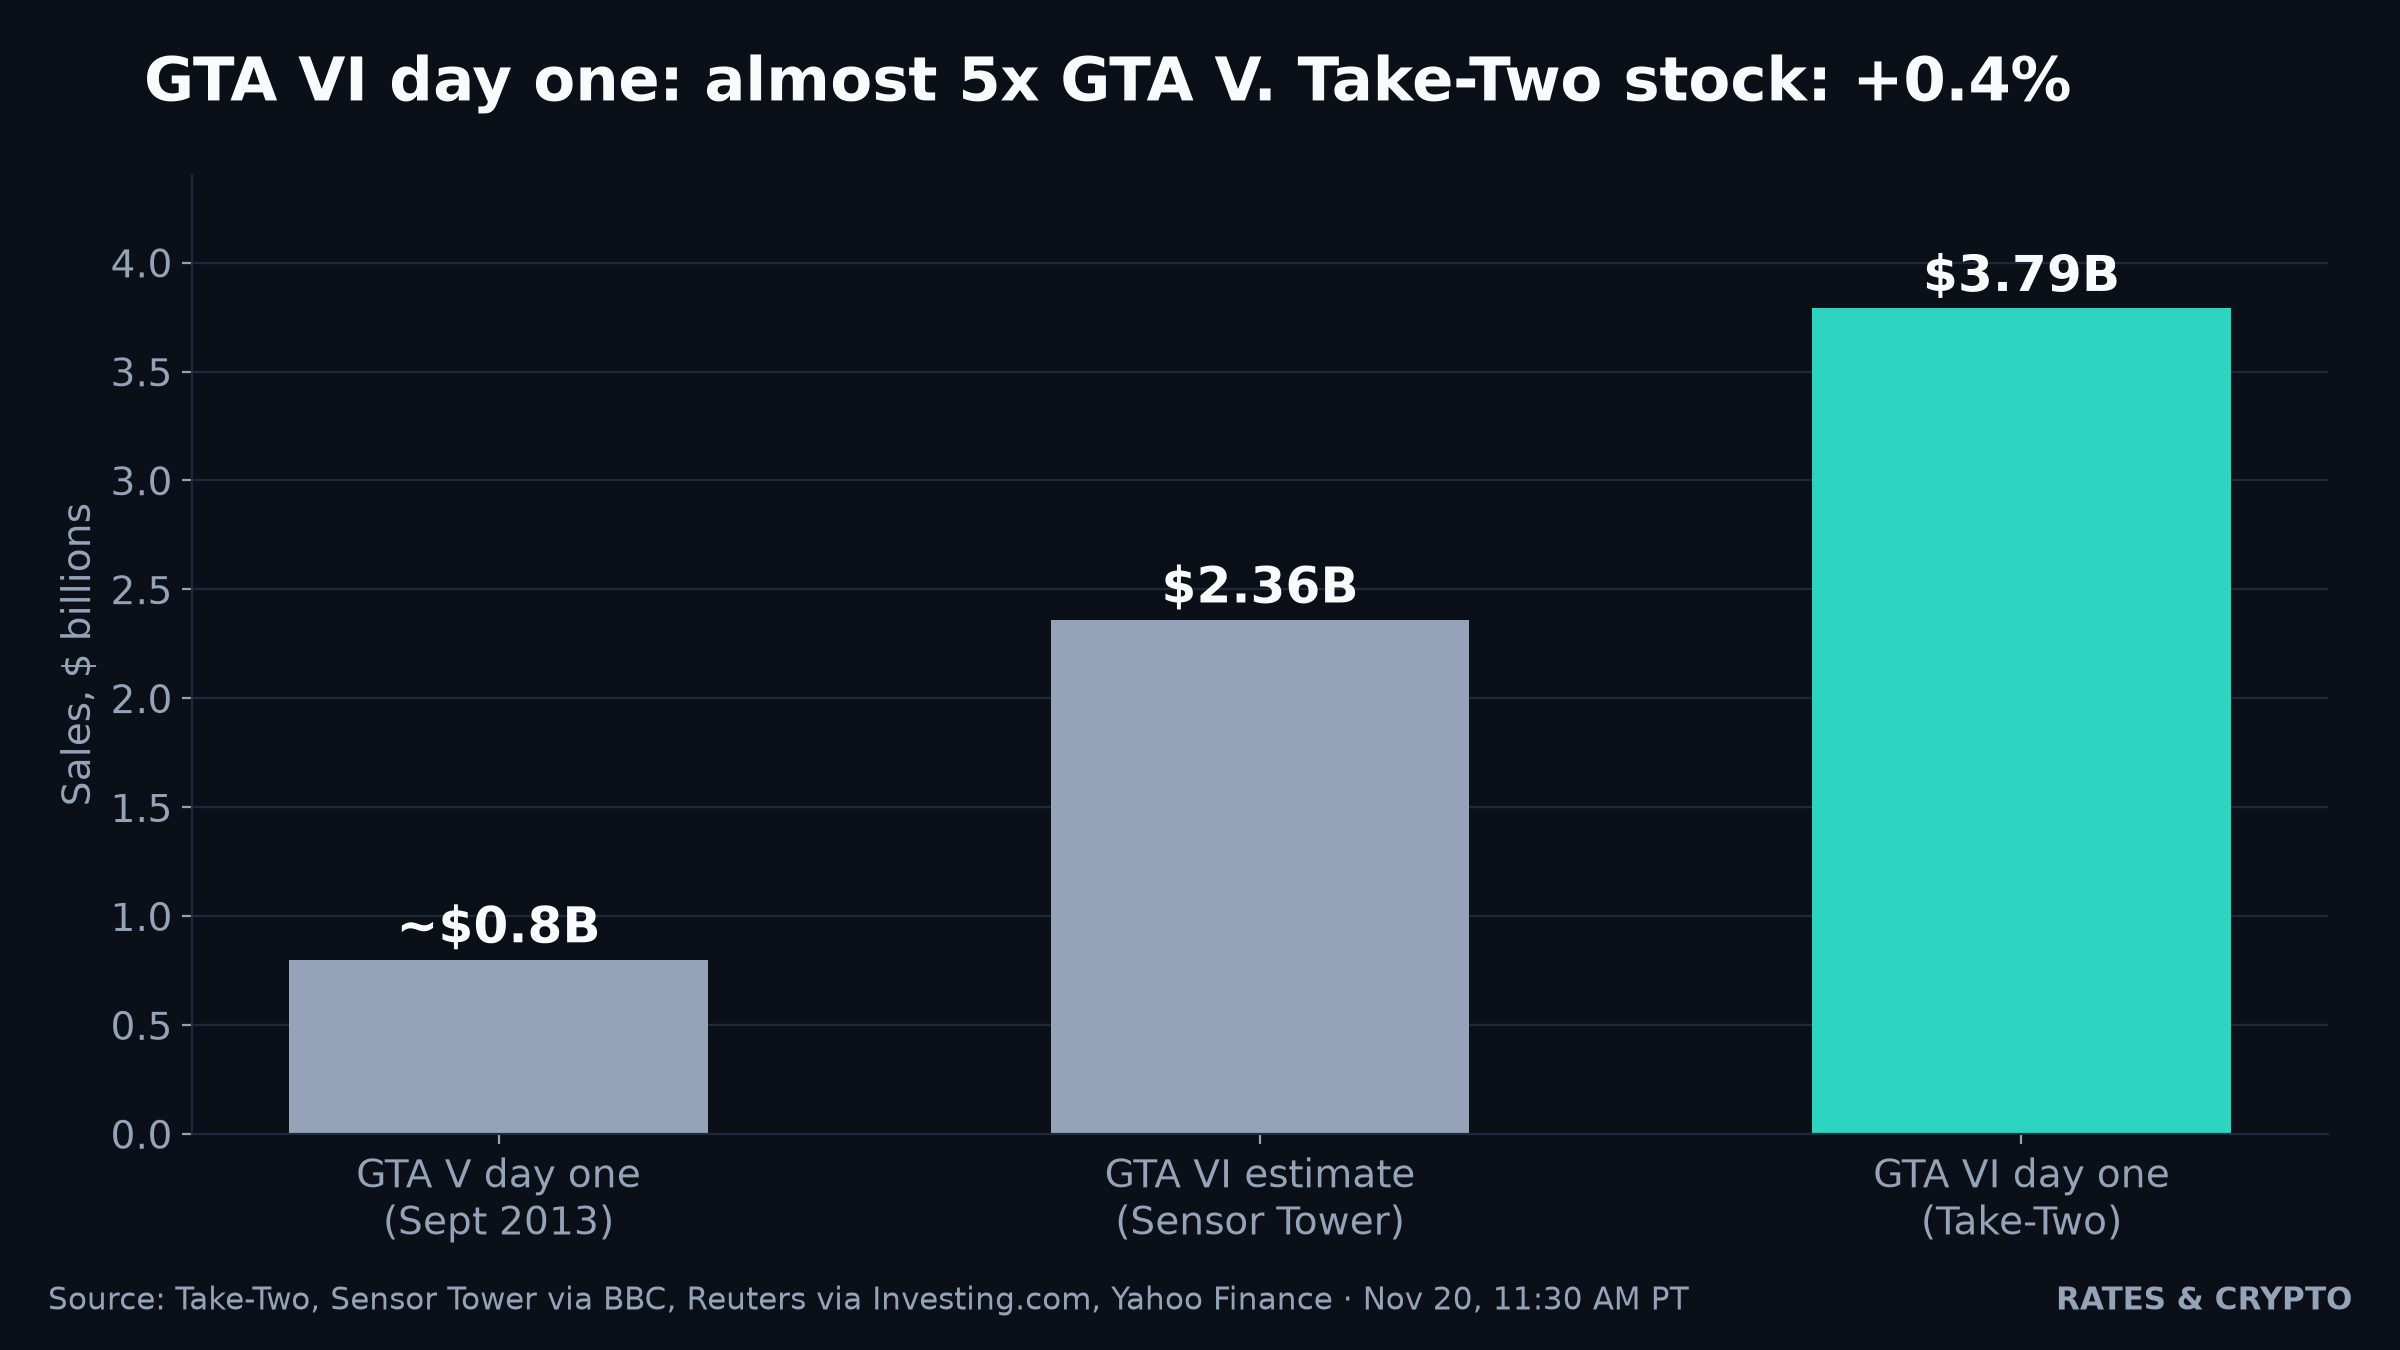 GTA VI day one: almost 5x GTA V. Take-Two stock: +0.4%
Sales, $ billions
4.0
3.5
3.0
2.5
2.0
1.5
1.0
0.5
0.0
~$0.8B
$2.36B
$3.79B
GTA V day one
(Sept 2013)
GTA VI estimate
(Sensor Tower)
GTA VI day one
(Take-Two)
Source: Take-Two, Sensor Tower via BBC, Reuters via Investing.com, Yahoo Finance · Nov 20, 11:30 AM PT
RATES & CRYPTO